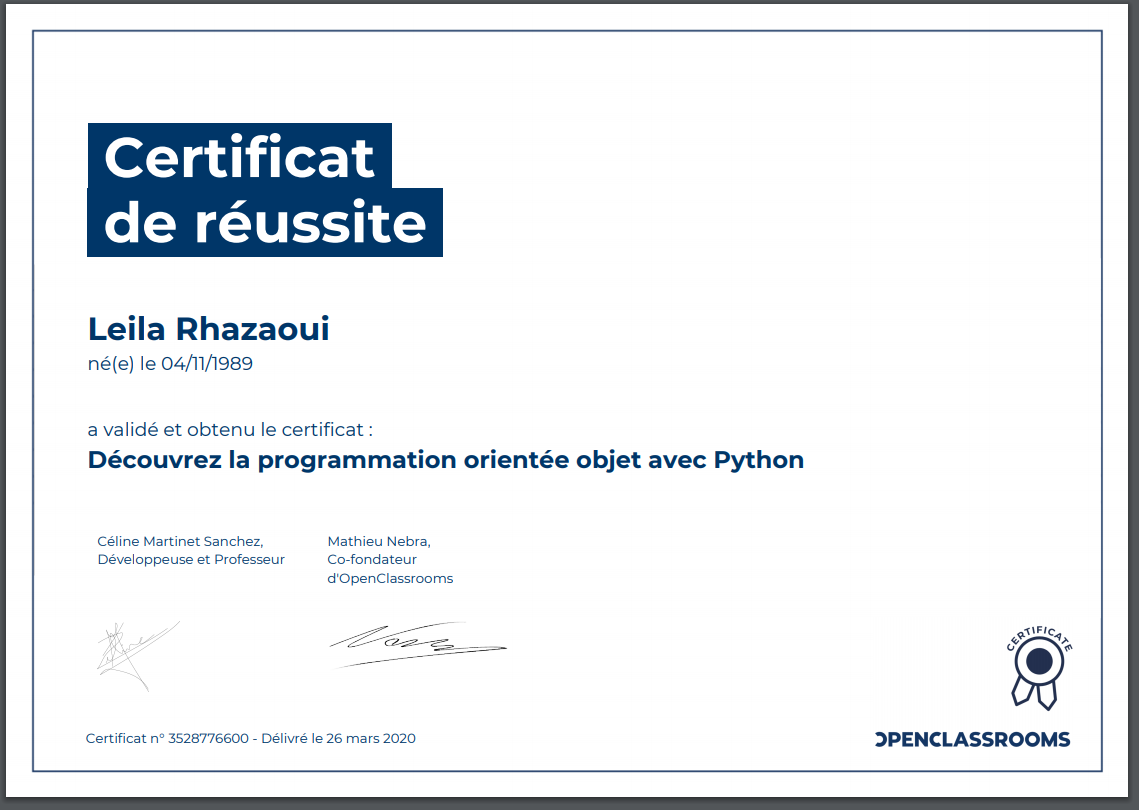 Certificat
de réussite
Leila Rhazaoui
né(e) le 04/11/1989
a validé et obtenu le certificat :
Découvrez la programmation orientée objet avec Python
Céline Martinet Sanchez,
Développeuse et Professeur
Mathieu Nebra,
Co-fondateur
d'OpenClassrooms
CERTIFICATE
Certificat n° 3528776600 - Délivré le 26 mars 2020
OPENCLASSROOMS